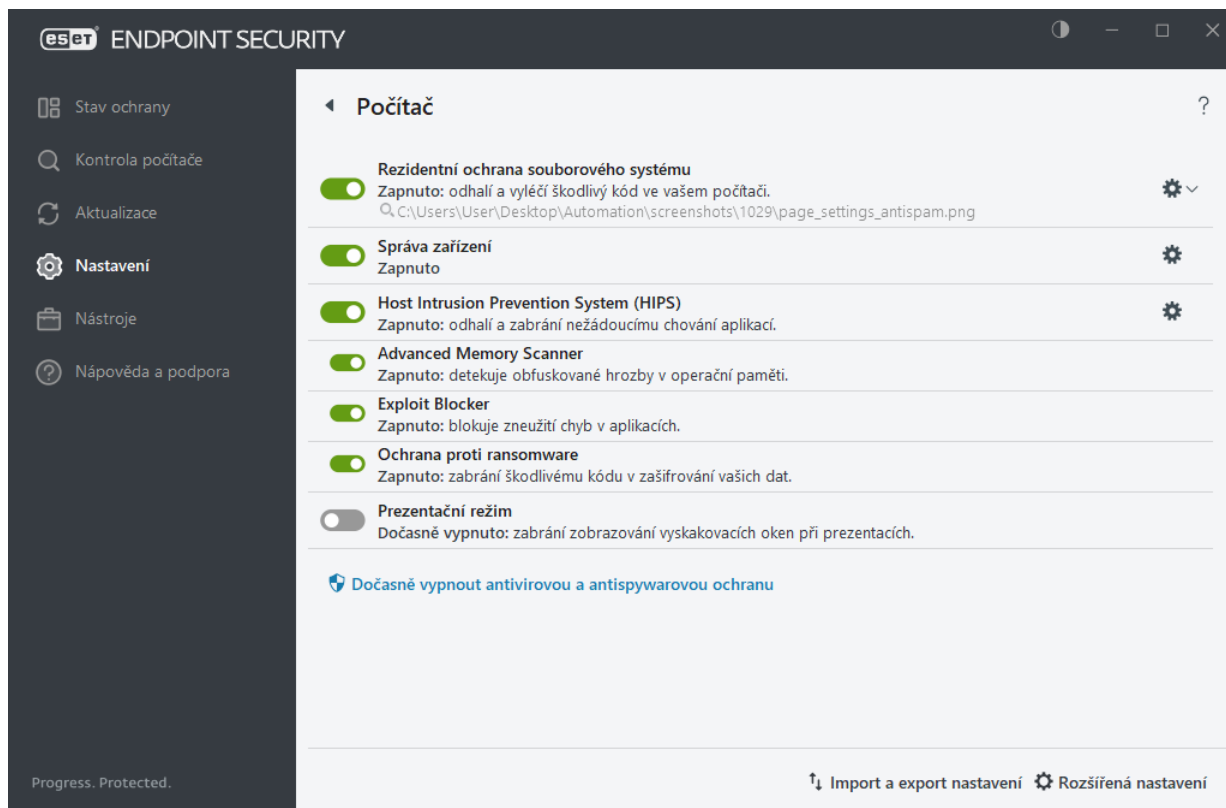 eset ENDPOINT SECURITY
Stav ochrany
Kontrola počítače
Aktualizace
Nastavení
Nástroje
Nápověda a podpora
Progress. Protected.
Počítač
?
Rezidentní ochrana souborového systému
Zapnuto: odhalí a vyléčí škodlivý kód ve vašem počítači.
C:\Users\User\Desktop\Automation\screenshots\1029\page_settings_antispam.png
Správa zařízení
Zapnuto
Host Intrusion Prevention System (HIPS)
Zapnuto: odhalí a zabrání nežádoucímu chování aplikací.
Advanced Memory Scanner
Zapnuto: detekuje obfuskované hrozby v operační paměti.
Exploit Blocker
Zapnuto: blokuje zneužití chyb v aplikacích.
Ochrana proti ransomware
Zapnuto: zabrání škodlivému kódu v zašifrování vašich dat.
Prezentační režim
Dočasně vypnuto: zabrání zobrazování vyskakovacích oken při prezentacích.
Dočasně vypnout antivirovou a antispywarovou ochranu
Import a export nastavení Rozšířená nastavení